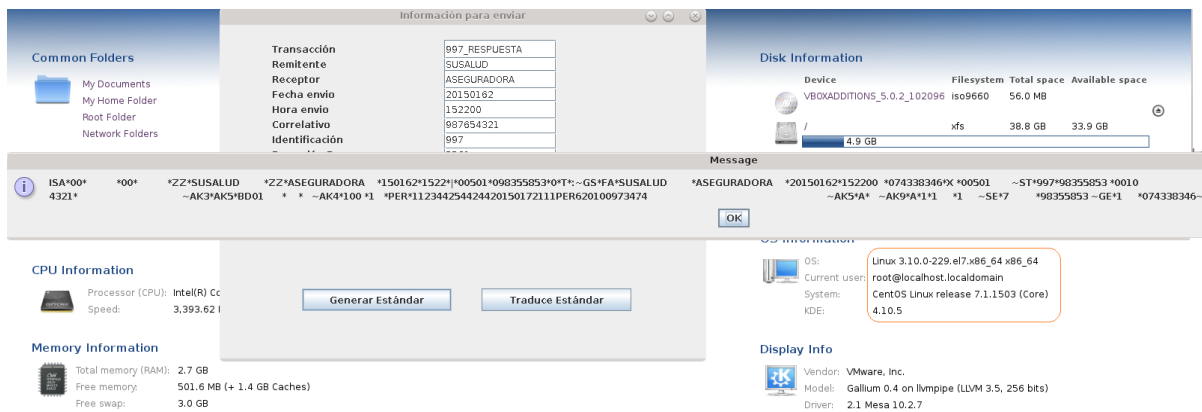 Información para enviar
Common Folders
My Documents
My Home Folder
Root Folder
Network Folders
Transacción 997_RESPUESTA
Remitente SUSALUD
Receptor ASEGURADORA
Fecha envio 20150162
Hora envio 152200
Correlativo 987654321
Identificación 997
Disk Information
Device Filesystem Total space Available space
VBOXADDITIONS_5.0.2_102096 iso9660 56.0 MB
/ xfs 38.8 GB 33.9 GB
4.9 GB
Message
ISA*00* *00* *ZZ*SUSALUD *ZZ*ASEGURADORA *150162*1522*|*00501*098355853*0*T*:~GS*FA*SUSALUD *ASEGURADORA *20150162*152200 *074338346*X *00501 ~ST*997*98355853 *0010
4321* ~AK3*AK5*BD01 * * ~AK4*100 *1 *PER*112344254424420150172111PER620100973474 ~AK5*A* ~AK9*A*1*1 *1 ~SE*7 *98355853 ~GE*1 *074338346~
OK
CPU Information
Processor (CPU): Intel(R)
Speed: 3,393.62
Generar Estándar
Traduce Estándar
Memory Information
Total memory (RAM): 2.7 GB
Free memory: 501.6 MB (+ 1.4 GB Caches)
Free swap: 3.0 GB
OS Information
OS: Linux 3.10.0-229.el7.x86_64 x86_64
Current user: root@localhost.localdomain
System: CentOS Linux release 7.1.1503 (Core)
KDE: 4.10.5
Display Info
Vendor: VMware, Inc.
Model: Gallium 0.4 on llvmpipe (LLVM 3.5, 256 bits)
Driver: 2.1 Mesa 10.2.7